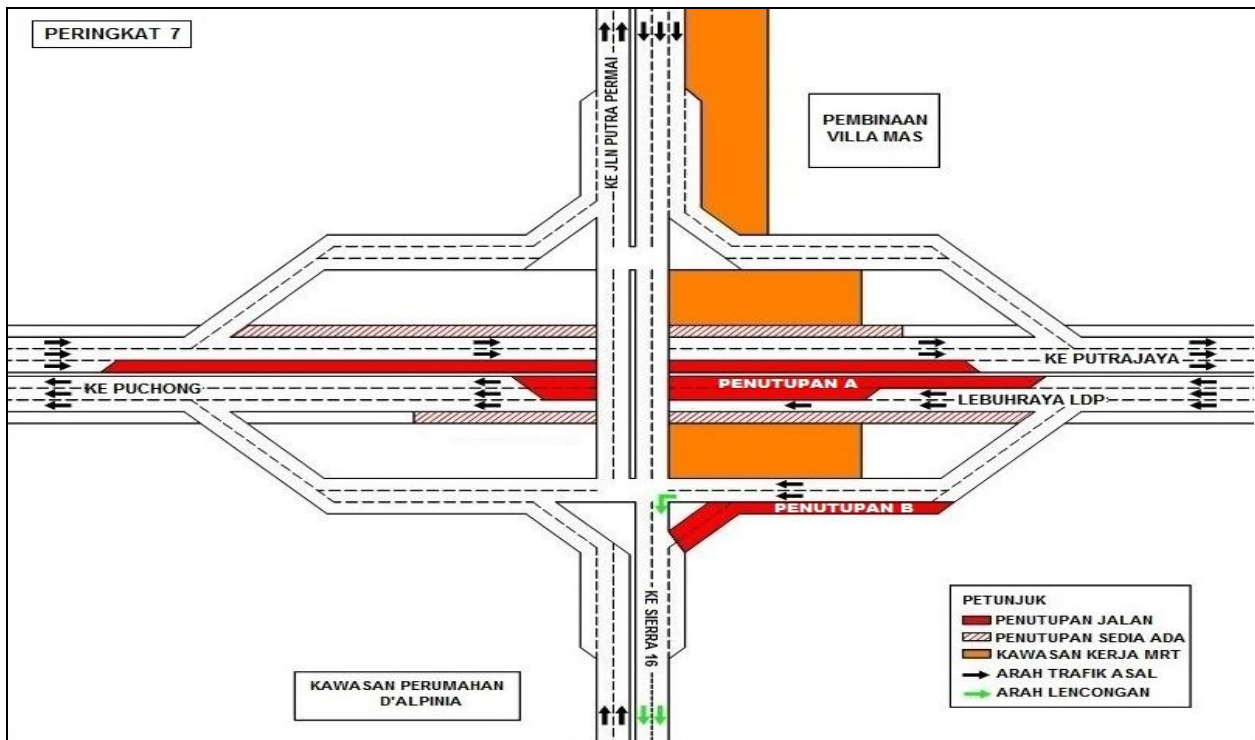 PERINGKAT 7
KE JLN PUTRA PERMAI
PEMBINAAN
VILLA MAS
KE PUTRAJAYA
KE PUCHONG
PENUTUPAN A
LEBUHRAYA LDP
PENUTUPAN B
KE SIERRA 16
KAWASAN PERUMAHAN
D'ALPINIA
PETUNJUK
PENUTUPAN JALAN
PENUTUPAN SEDIA ADA
KAWASAN KERJA MRT
ARAH TRAFIK ASAL
ARAH LENCONGAN